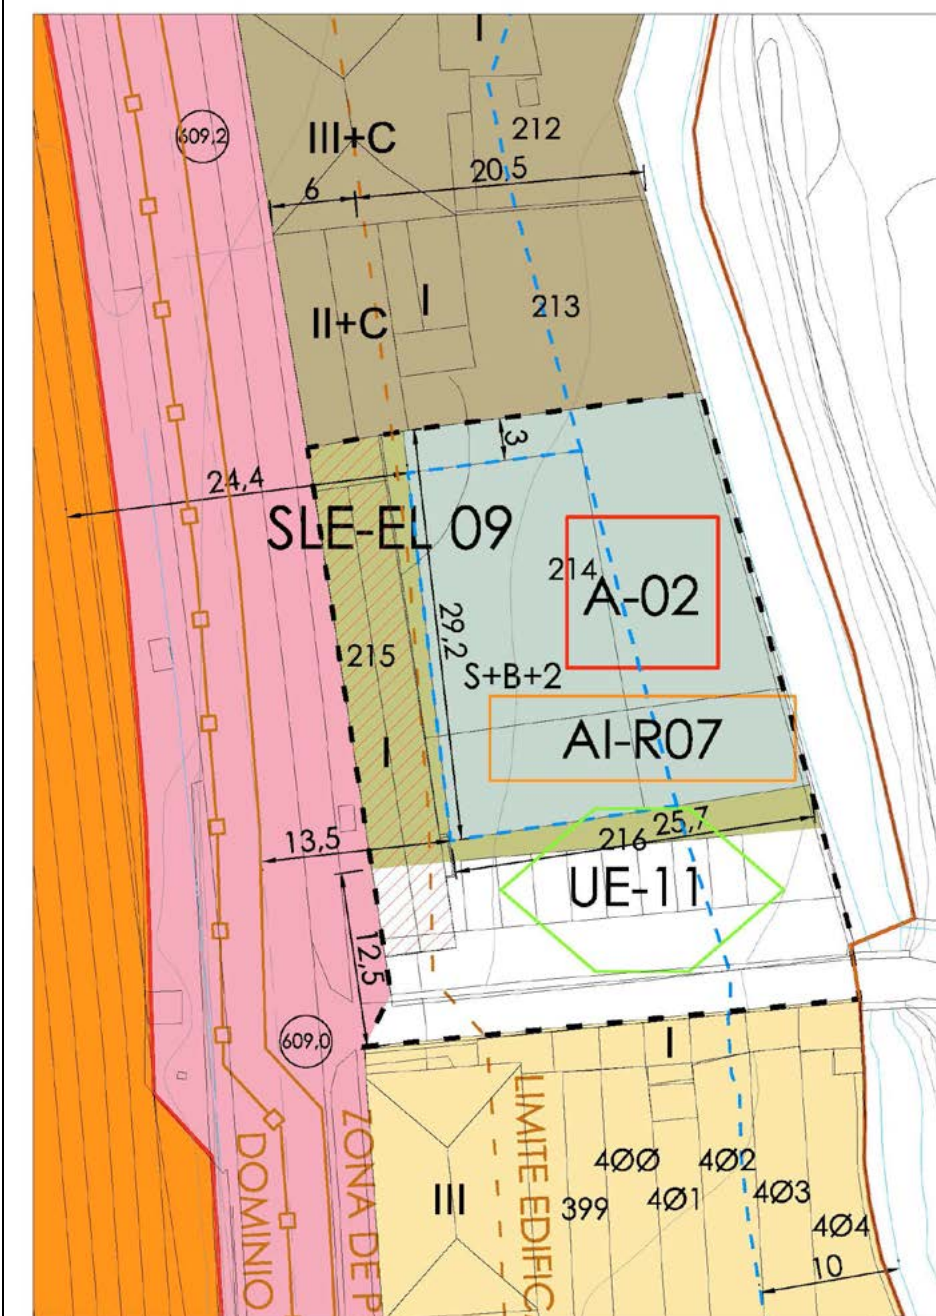 I
609,2
III+C
212
6
20,5
II+C
I
213
3
24,4
SLE-EL 09
214
A-02
29,2
215
S+B+2
AI-R07
I
13,5
25,7
216
UE-11
12,5
609,0
I
LIMITE EDIFIC
ZONA DE P
DOMINIO
III
4ØØ
4Ø2
399
4Ø1
4Ø3
4Ø4
10